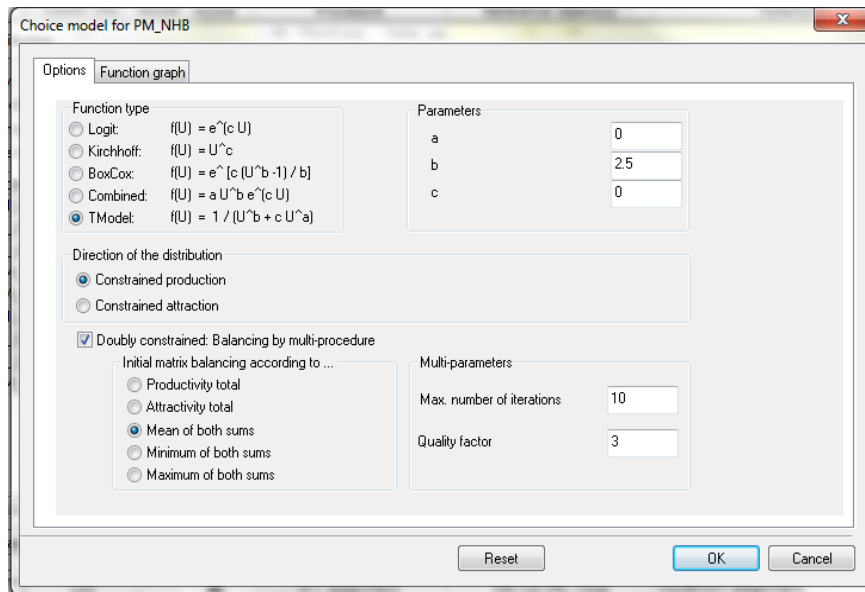 Choice model for PM_NHB
x
Options
Function graph
Function type
Logit: f(U) = e^(c U)
Kirchhoff: f(U) = U^c
BoxCox: f(U) = e^ [c (U^b -1) / b]
Combined: f(U) = a U^b e^(c U)
TModel: f(U) = 1 / (U^b + c U^a)
Parameters
a 0
b 2.5
c 0
Direction of the distribution
Constrained production
Constrained attraction
Doubly constrained: Balancing by multi-procedure
Initial matrix balancing according to ...
Productivity total
Attractivity total
Mean of both sums
Minimum of both sums
Maximum of both sums
Multi-parameters
Max. number of iterations 10
Quality factor 3
Reset
OK
Cancel